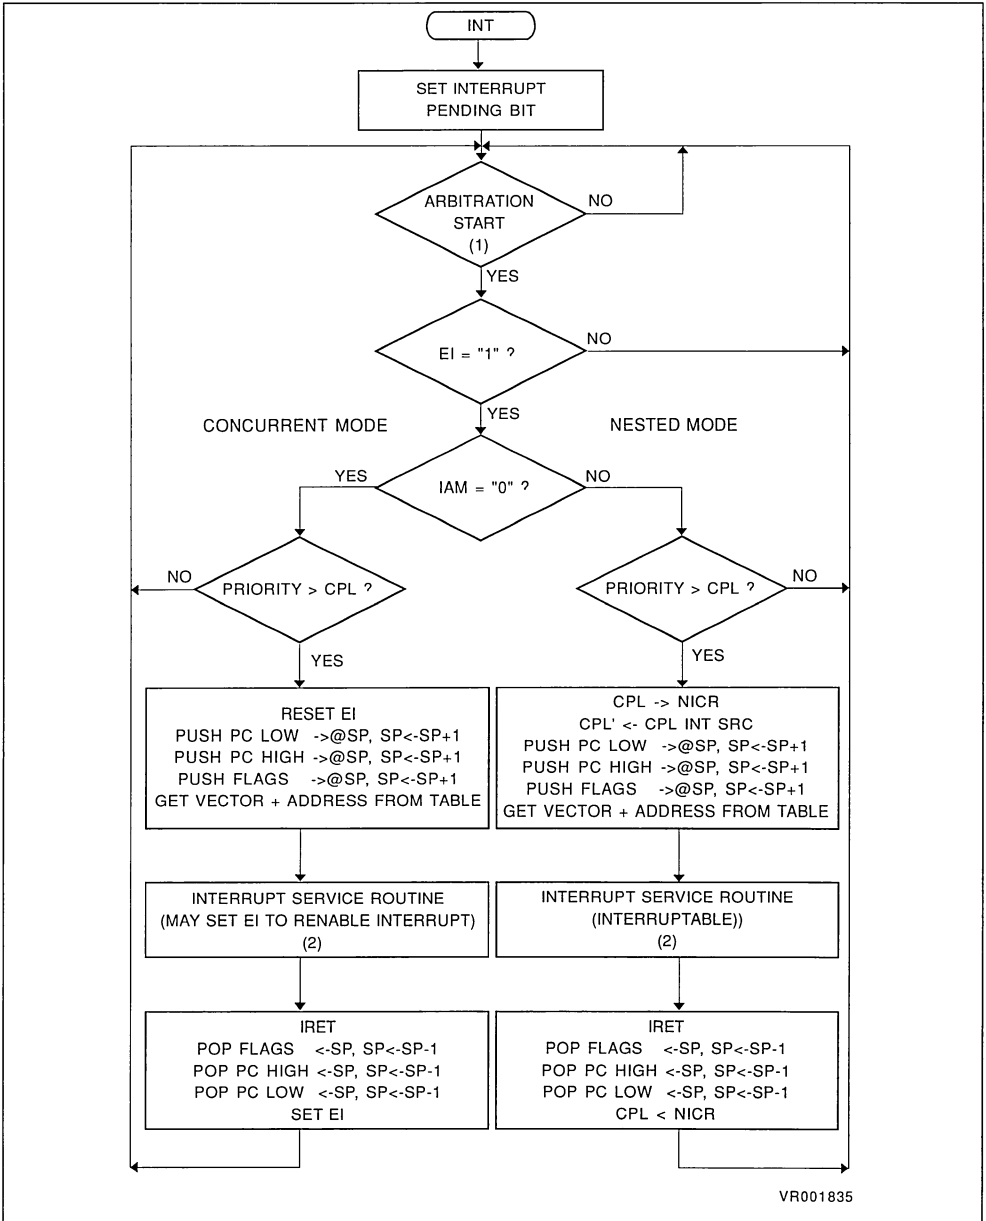 INT
SET INTERRUPT
PENDING BIT
ARBITRATION
START
(1)
NO
YES
EI = "1" ?
NO
YES
CONCURRENT MODE
NESTED MODE
IAM = "0" ?
YES
NO
PRIORITY > CPL ?
NO
YES
PRIORITY > CPL ?
NO
YES
RESET EI
PUSH PC LOW ->@SP, SP<-SP+1
PUSH PC HIGH ->@SP, SP<-SP+1
PUSH FLAGS ->@SP, SP<-SP+1
GET VECTOR + ADDRESS FROM TABLE
CPL -> NICR
CPL' <- CPL INT SRC
PUSH PC LOW ->@SP, SP<-SP+1
PUSH PC HIGH ->@SP, SP<-SP+1
PUSH FLAGS ->@SP, SP<-SP+1
GET VECTOR + ADDRESS FROM TABLE
INTERRUPT SERVICE ROUTINE
(MAY SET EI TO RENABLE INTERRUPT)
(2)
INTERRUPT SERVICE ROUTINE
(INTERRUPTABLE))
(2)
IRET
POP FLAGS <-SP, SP<-SP-1
POP PC HIGH <-SP, SP<-SP-1
POP PC LOW <-SP, SP<-SP-1
SET EI
IRET
POP FLAGS <-SP, SP<-SP-1
POP PC HIGH <-SP, SP<-SP-1
POP PC LOW <-SP, SP<-SP-1
CPL < NICR
VR001835